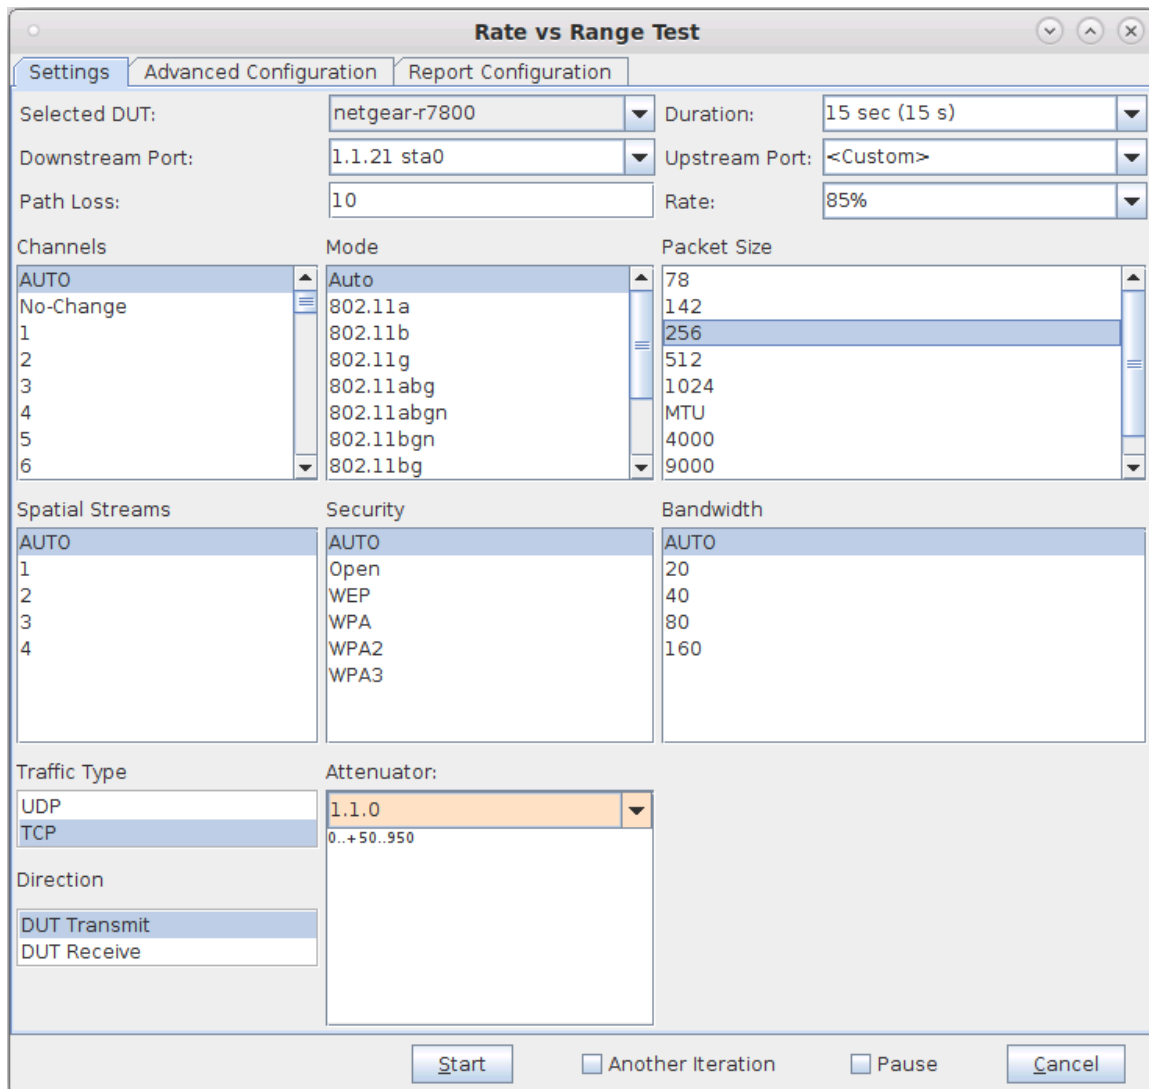 Rate vs Range Test
Settings Advanced Configuration Report Configuration
Selected DUT: netgear-r7800 Duration: 15 sec (15 s)
Downstream Port: 1.1.21 sta0 Upstream Port: <Custom>
Path Loss: 10 Rate: 85%
Channels Mode Packet Size
AUTO Auto 78
No-Change 802.11a 142
1 802.11b 256
2 802.11g 512
3 802.11abg 1024
4 802.11abgn MTU
5 802.11bgn 4000
6 802.11bg 9000
Spatial Streams Security Bandwidth
AUTO AUTO AUTO
1 Open 20
2 WEP 40
3 WPA 80
4 WPA2 160
WPA3
Traffic Type Attenuator:
UDP 1.1.0
TCP 0..+50..950
Direction
DUT Transmit
DUT Receive
Start Another Iteration Pause Cancel